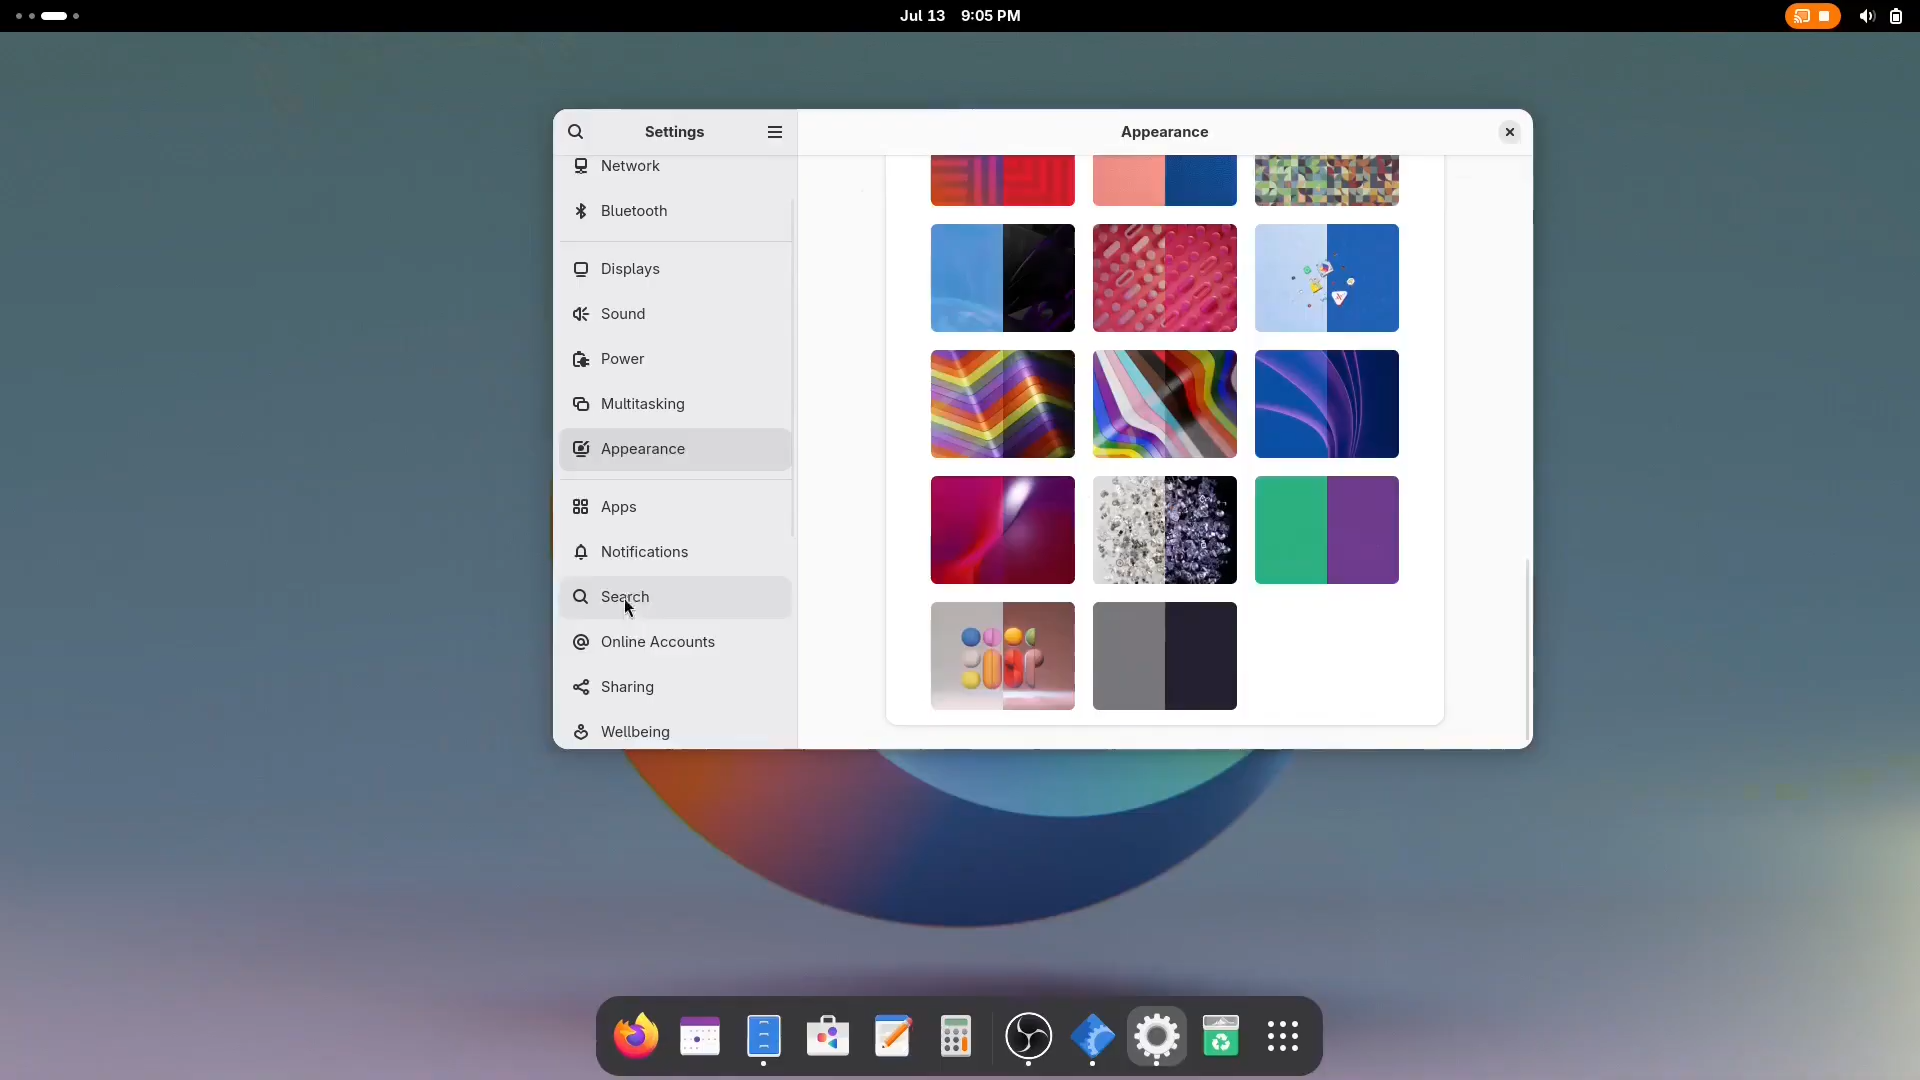 Jul 13 9:05 PM
Settings
Appearance
Network
Bluetooth
Displays
Sound
Power
Multitasking
Appearance
Apps
Notifications
Search
Online Accounts
Sharing
Wellbeing